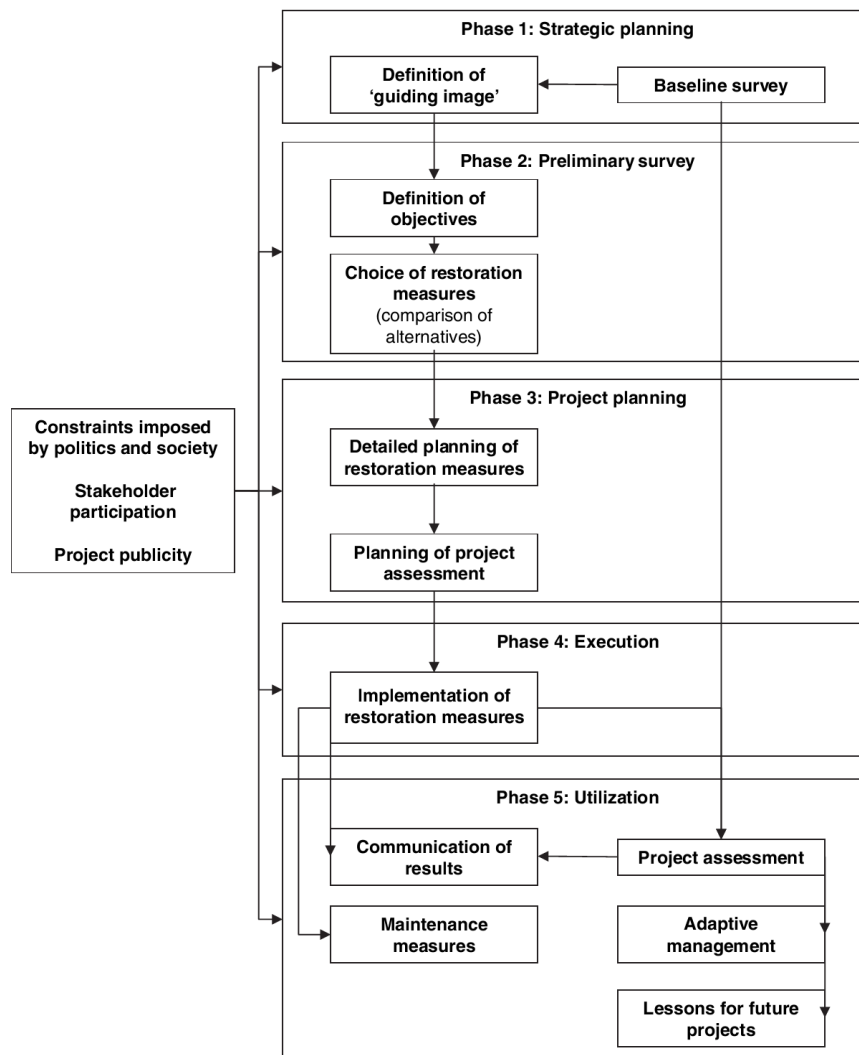 Phase 1: Strategic planning
Definition of
‘guiding image’
Baseline survey
Phase 2: Preliminary survey
Definition of
objectives
Choice of restoration
measures
(comparison of
alternatives)
Phase 3: Project planning
Constraints imposed
by politics and society
Stakeholder
participation
Project publicity
Detailed planning of
restoration measures
Planning of project
assessment
Phase 4: Execution
Implementation of
restoration measures
Phase 5: Utilization
Communication of
results
Project assessment
Maintenance
measures
Adaptive
management
Lessons for future
projects